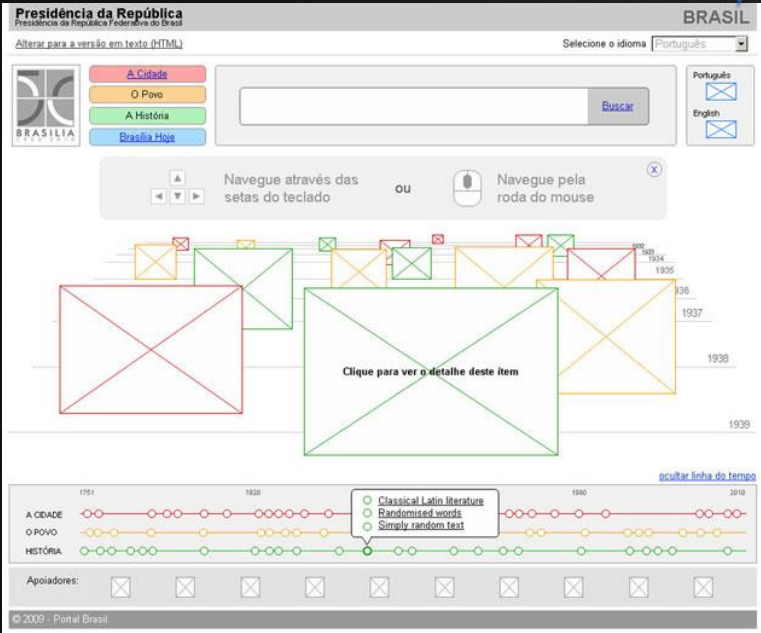 Presidência da República
Presidência da República Federativa do Brasil
BRASIL
Alterar para a versão em texto (HTML)
Selecione o idioma
Português
BRASÍLIA
A Cidade
O Povo
A História
Brasília Hoje
Buscar
Português
English
Navegue através das
setas do teclado
ou
Navegue pela
roda do mouse
X
1934
1935
1937
1938
1939
Clique para ver o detalhe deste ítem
ocultar linha do tempo
1751
1820
1990
2010
A CIDADE
O POVO
HISTÓRIA
Classical Latin literature
Randomised words
Simply random text
Apoiadores:
© 2009 - Portal Brasil